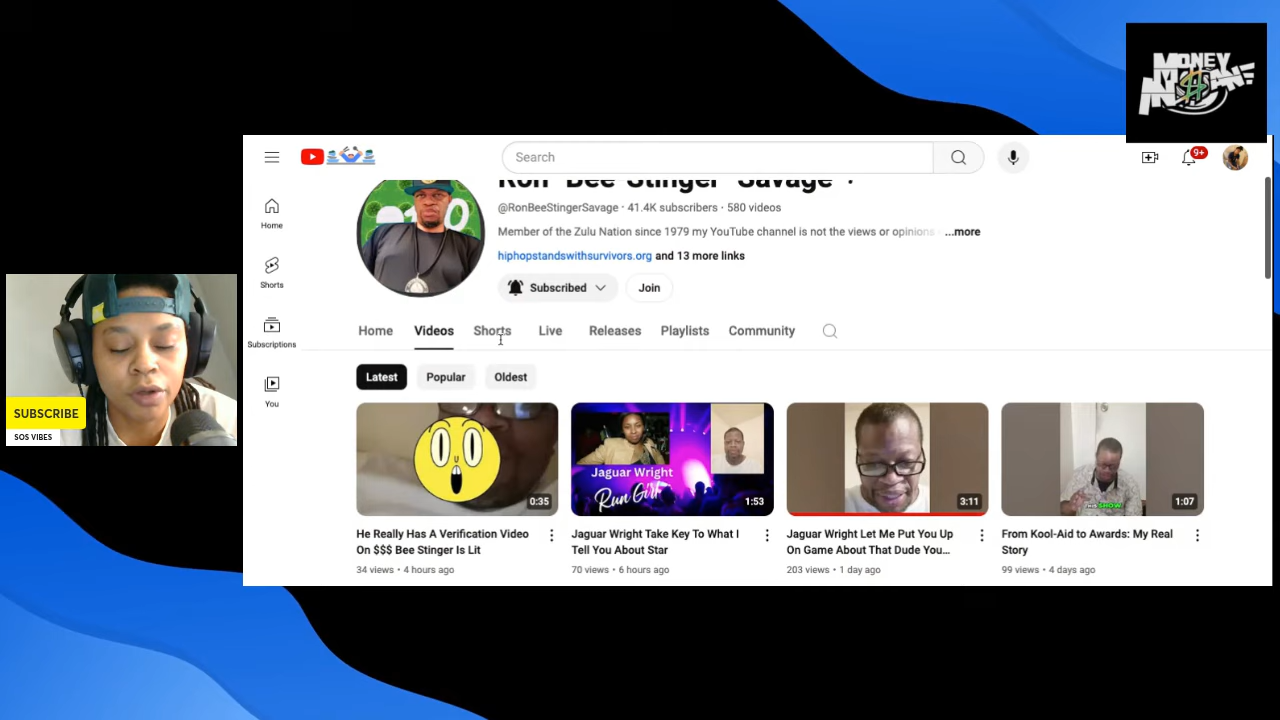 MONEY
Search
9+
Ron "Bee Stinger" Savage
@RonBeeStingerSavage · 41.4K subscribers · 580 videos
Member of the Zulu Nation since 1979 my YouTube channel is not the views or opinions ...more
hiphopstandswithsurvivors.org and 13 more links
Subscribed
Join
Home
Shorts
Subscriptions
You
Home Videos Shorts Live Releases Playlists Community
Latest Popular Oldest
0:35
Jaguar Wright
Run Girl
1:53
3:11
SHOW
1:07
He Really Has A Verification Video
On $$$ Bee Stinger Is Lit
34 views · 4 hours ago
Jaguar Wright Take Key To What I
Tell You About Star
70 views · 6 hours ago
Jaguar Wright Let Me Put You Up
On Game About That Dude You...
203 views · 1 day ago
From Kool-Aid to Awards: My Real
Story
99 views · 4 days ago
SUBSCRIBE
SOS VIBES